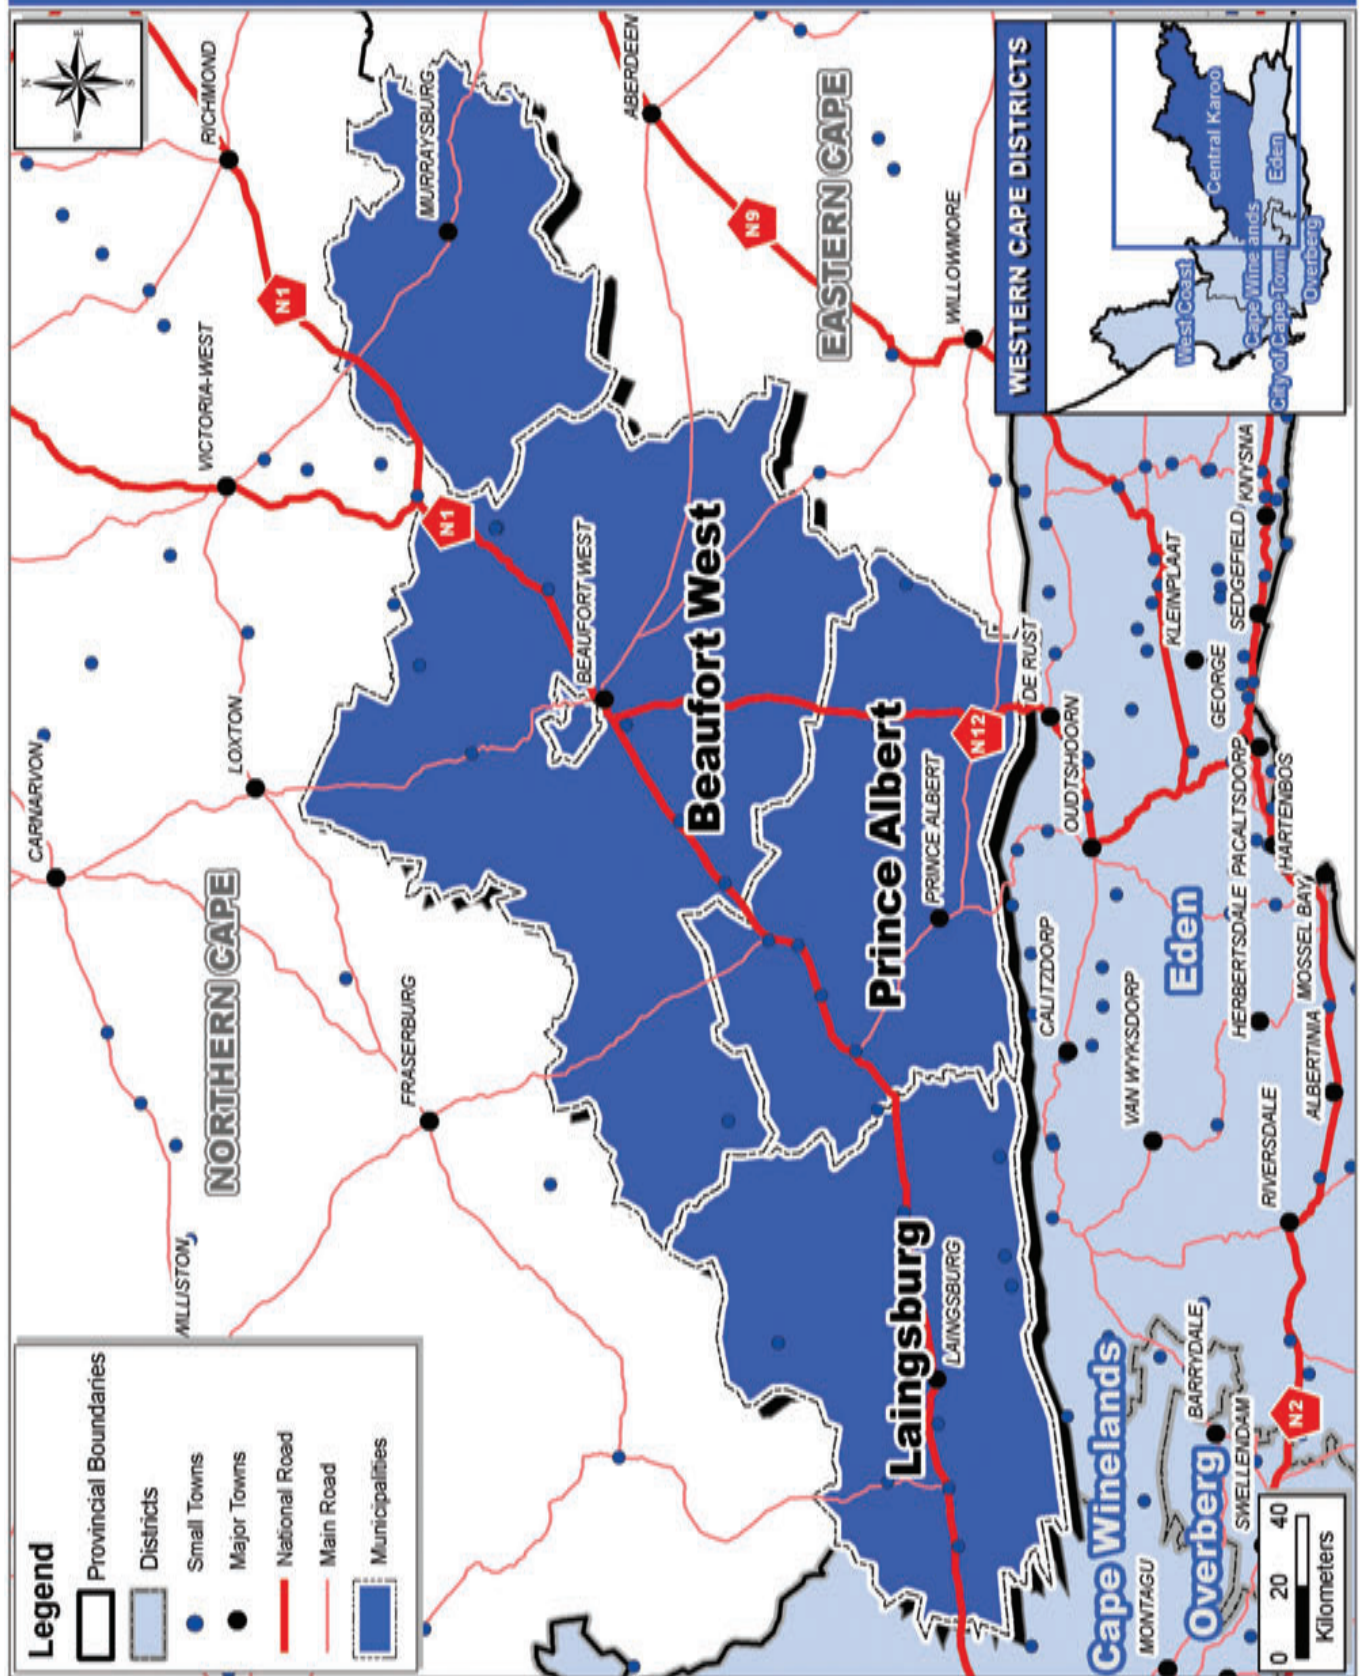 Legend
Provincial Boundaries
Districts
Small Towns
Major Towns
National Road
Main Road
Municipalities
N
E
S
W
CARNARVON
VICTORIA-WEST
RICHMOND
LOXTON
NORTHERN CAPE
WILLISTON
FRASERBURG
N1
MURRAYSBURG
N1
BEAUFORT WEST
ABERDEEN
Beaufort West
N9
EASTERN CAPE
WILLOWMORE
Prince Albert
PRINCE ALBERT
N12
Laingsburg
LAINGSBURG
DE RUST
OUDTSHOORN
CALITZDORP
VAN WYKSDORP
Eden
KLEINPLAAT
GEORGE
SEDGEFIELD
KNYSNA
HERBERTSDALE
PACALTSDORP
HARTENBOS
MOSSEL BAY
ALBERTINIA
RIVERSDALE
Cape Winelands
BARRYDALE
MONTAGU
Overberg
SWELLENDAM
N2
0 20 40
Kilometers
WESTERN CAPE DISTRICTS
West Coast
Central Karoo
Cape Winelands
Eden
City of Cape Town
Overberg